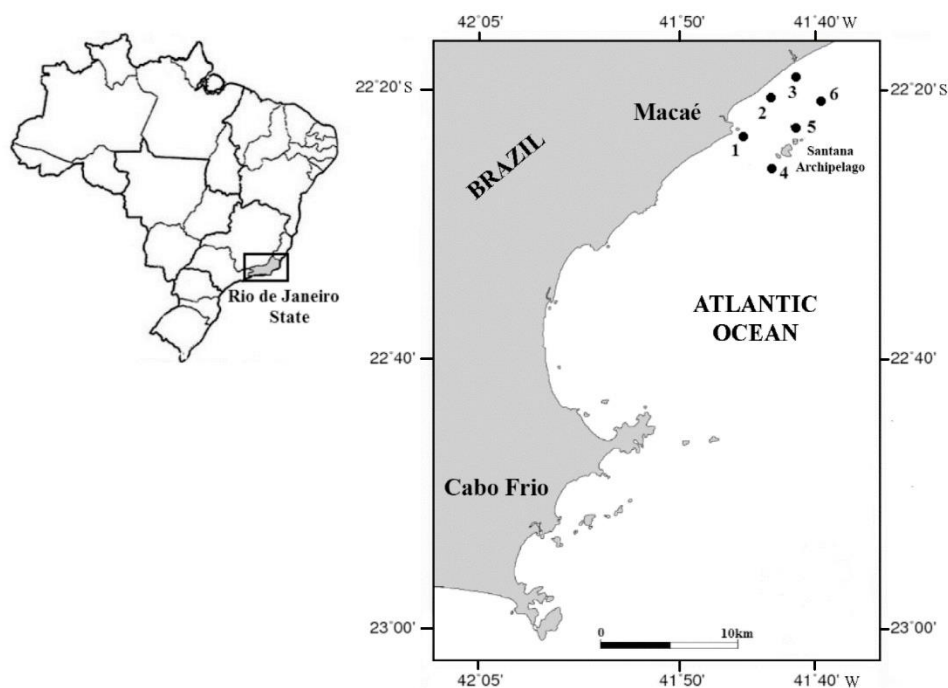 Rio de Janeiro
State
42°05'
41°50'
41°40' W
22°20'S
22°40'
23°00'
BRAZIL
Macaé
Cabo Frio
ATLANTIC
OCEAN
Santana
Archipelago
1
2
3
4
5
6
0 10km
22°20'
22°40'
23°00'
42°05'
41°50'
41°40' W